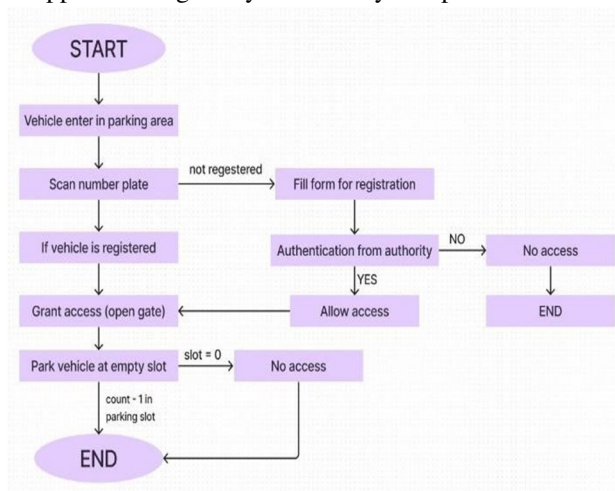 START
Vehicle enter in parking area
Scan number plate
not regestered
Fill form for registration
If vehicle is registered
Authentication from authority
NO
No access
YES
Grant access (open gate)
Allow access
END
Park vehicle at empty slot
slot = 0
No access
count - 1 in
parking slot
END